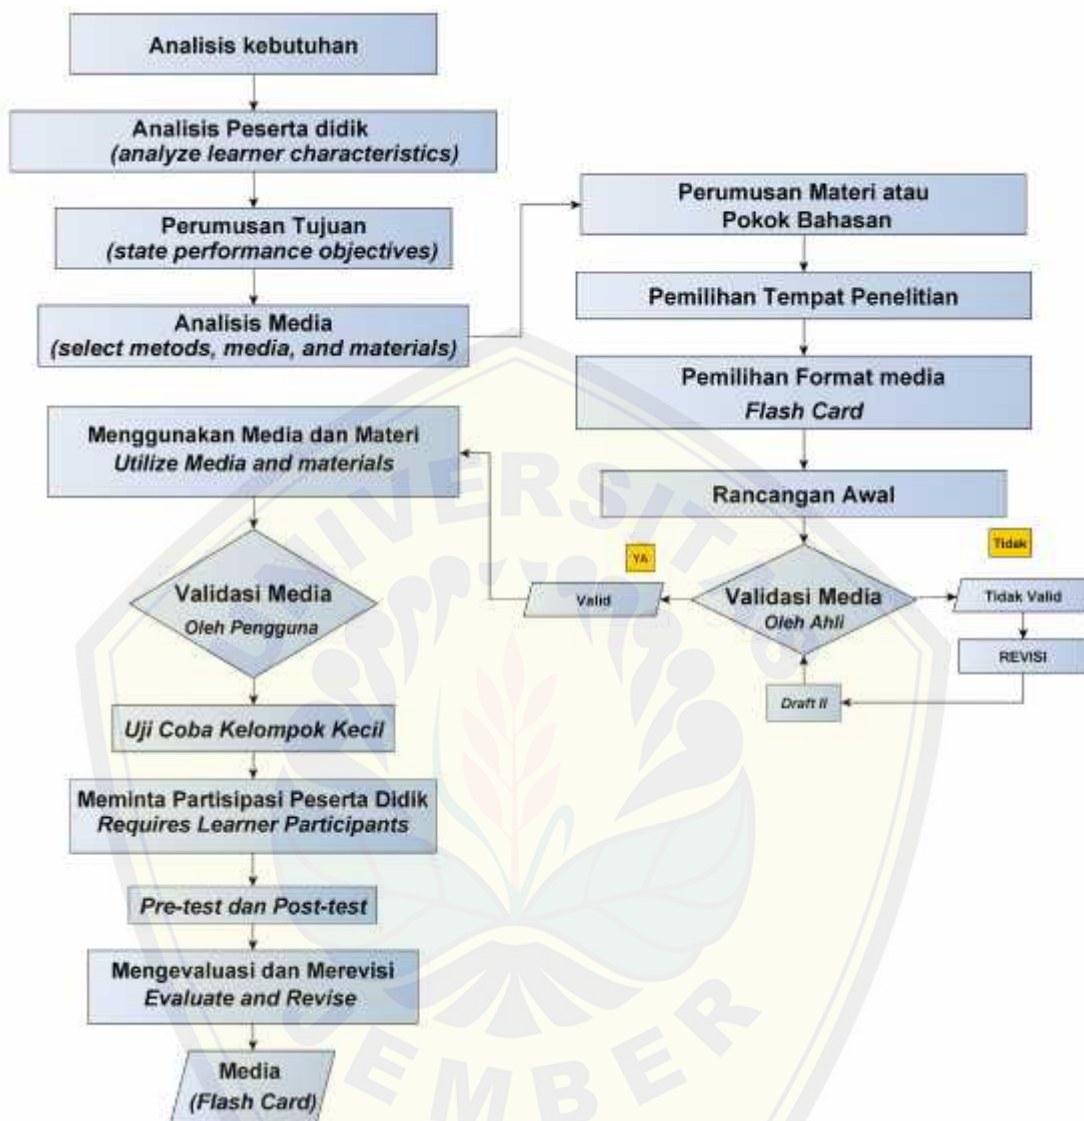 Analisis kebutuhan
Analisis Peserta didik
(analyze learner characteristics)
Perumusan Tujuan
(state performance objectives)
Analisis Media
(select metods, media, and materials)
Perumusan Materi atau
Pokok Bahasan
Pemilihan Tempat Penelitian
Pemilihan Format media
Flash Card
Rancangan Awal
Validasi Media
Oleh Ahli
YA
Valid
Tidak
Tidak Valid
REVISI
Draft II
Menggunakan Media dan Materi
Utilize Media and materials
Validasi Media
Oleh Pengguna
Uji Coba Kelompok Kecil
Meminta Partisipasi Peserta Didik
Requires Learner Participants
Pre-test dan Post-test
Mengevaluasi dan Merevisi
Evaluate and Revise
Media
(Flash Card)
UNIVERSITAS
JEMBER